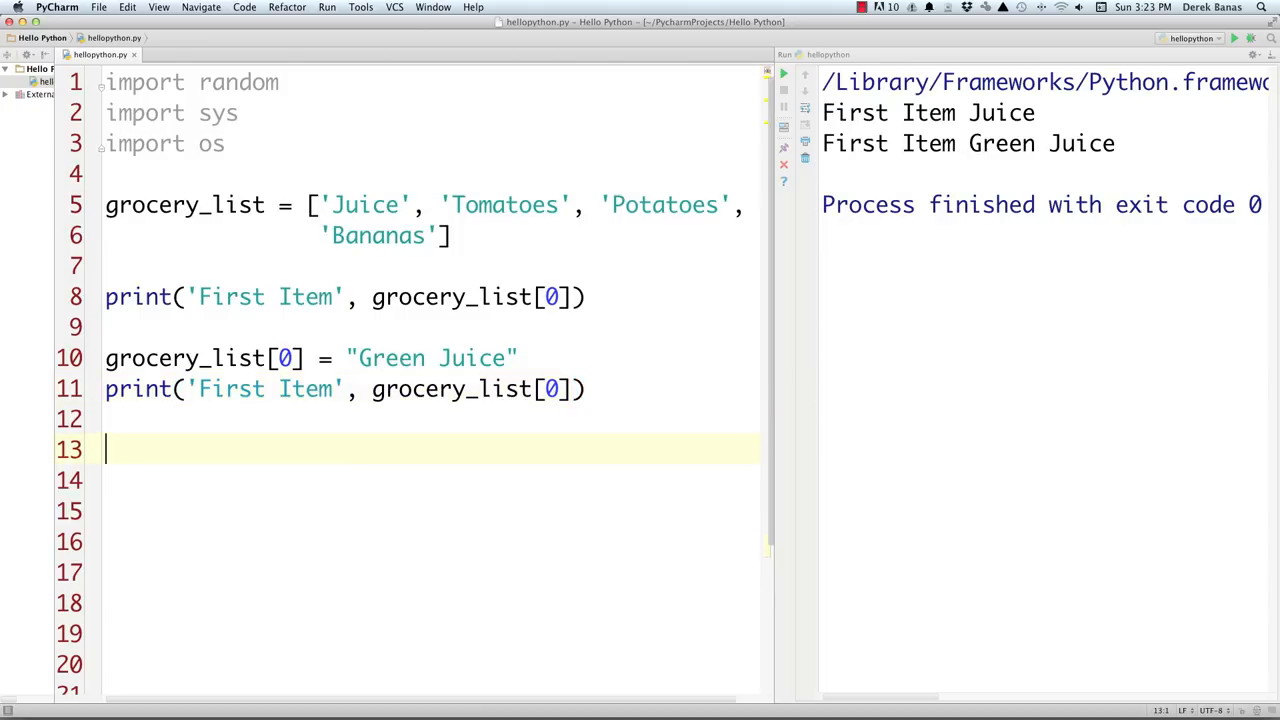 PyCharm File Edit View Navigate Code Refactor Run Tools VCS Window Help 10 Sun 3:23 PM Derek Banas
hellopython.py - Hello Python - [~/PycharmProjects/Hello Python]
Hello Python hellopython.py hellopython
hellopython.py Run hellopython
Hello P
hell
Externa
1 import random
2 import sys
3 import os
4
5 grocery_list = ['Juice', 'Tomatoes', 'Potatoes',
6 'Bananas']
7
8 print('First Item', grocery_list[0])
9
10 grocery_list[0] = "Green Juice"
11 print('First Item', grocery_list[0])
12
13
14
15
16
17
18
19
20
21
/Library/Frameworks/Python.framewo
First Item Juice
First Item Green Juice
Process finished with exit code 0
13:1 LF UTF-8